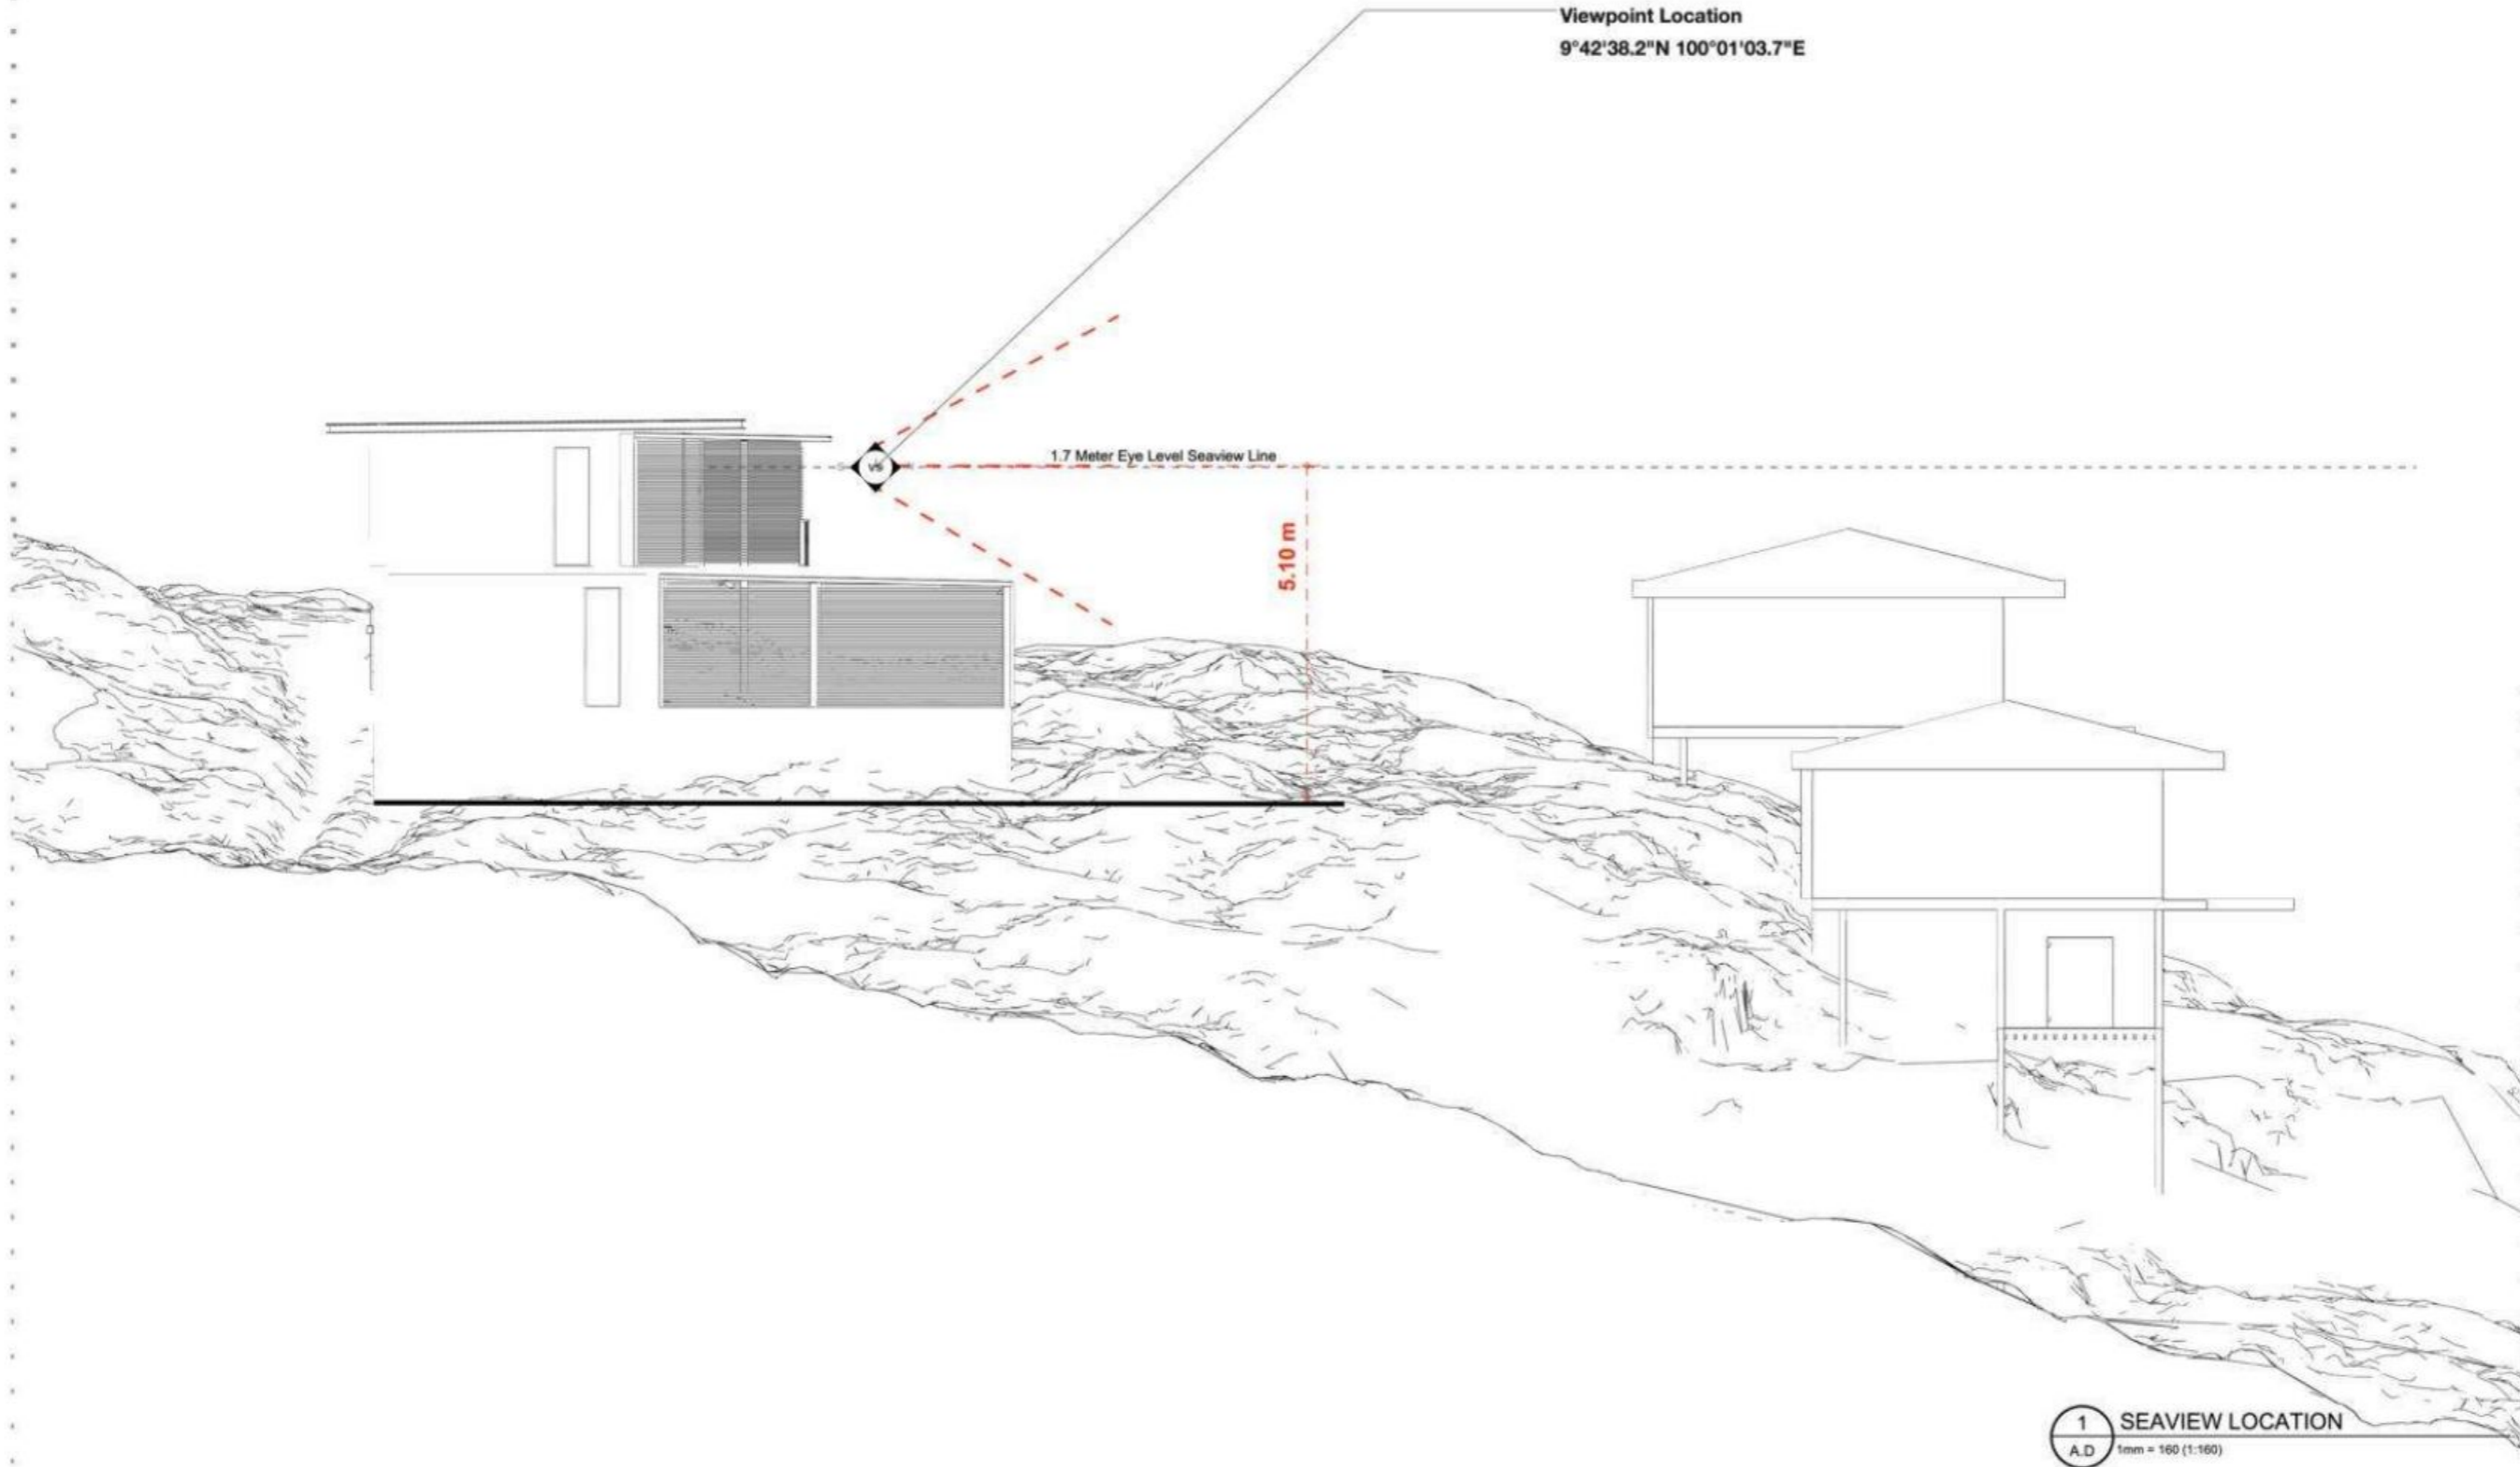 Viewpoint Location
9°42'38.2"N 100°01'03.7"E
1.7 Meter Eye Level Seaview Line
VS
5.10 m
1
SEAVIEW LOCATION
A.D
1mm = 160 (1:160)